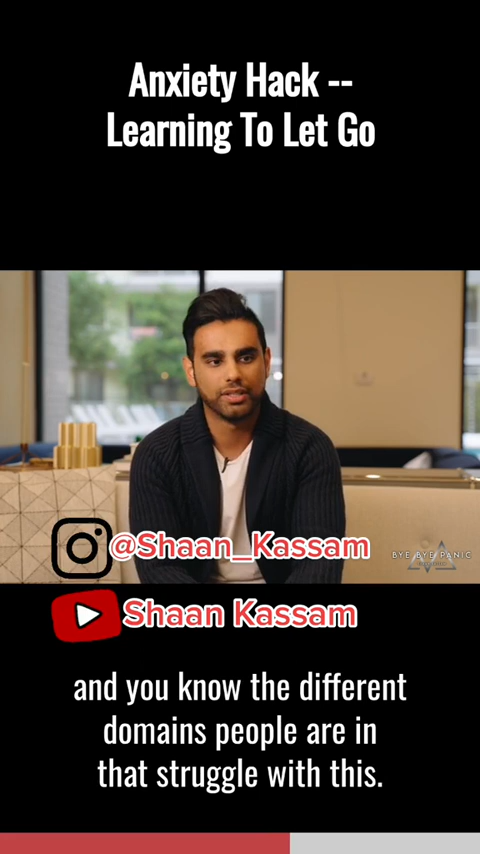 Anxiety Hack --
Learning To Let Go
@Shaan_Kassam
BYE BYE PANIC
Shaan Kassam
and you know the different
domains people are in
that struggle with this.